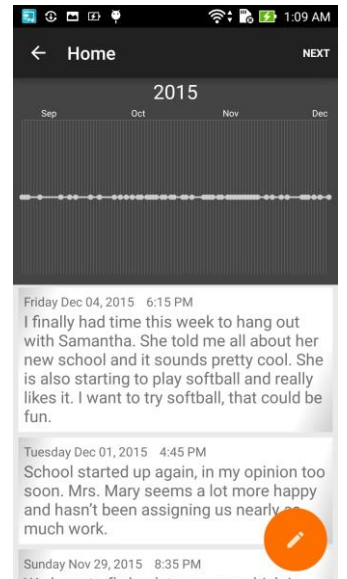 1:09 AM
Home
NEXT
2015
Sep Oct Nov Dec
Friday Dec 04, 2015 6:15 PM
I finally had time this week to hang out
with Samantha. She told me all about her
new school and it sounds pretty cool. She
is also starting to play softball and really
likes it. I want to try softball, that could be
fun.
Tuesday Dec 01, 2015 4:45 PM
School started up again, in my opinion too
soon. Mrs. Mary seems a lot more happy
and hasn't been assigning us nearly as
much work.
Sunday Nov 29, 2015 8:35 PM